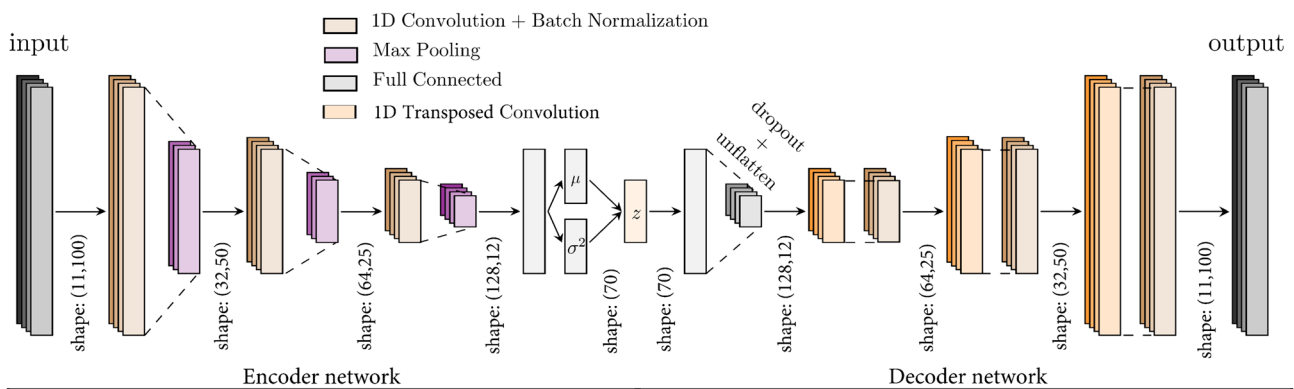 1D Convolution + Batch Normalization
Max Pooling
Full Connected
1D Transposed Convolution
input
output
dropout
+
unflatten
μ
σ²
z
shape: (11,100)
shape: (32,50)
shape: (64,25)
shape: (128,12)
shape: (70)
shape: (70)
shape: (128,12)
shape: (64,25)
shape: (32,50)
shape: (11,100)
Encoder network
Decoder network